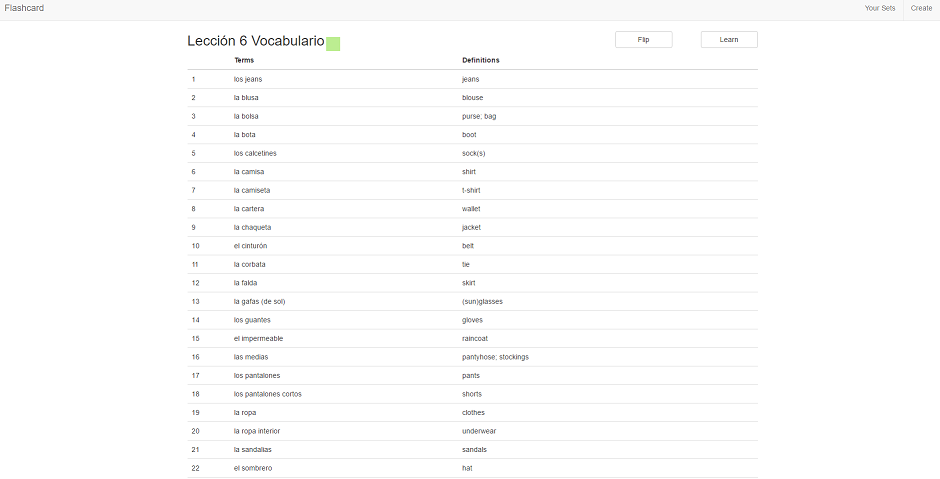 Flashcard Your Sets Create
Lección 6 Vocabulario Flip Learn
Terms Definitions
1 los jeans jeans
2 la blusa blouse
3 la bolsa purse; bag
4 la bota boot
5 los calcetines sock(s)
6 la camisa shirt
7 la camiseta t-shirt
8 la cartera wallet
9 la chaqueta jacket
10 el cinturón belt
11 la corbata tie
12 la falda skirt
13 la gafas (de sol) (sun)glasses
14 los guantes gloves
15 el impermeable raincoat
16 las medias pantyhose; stockings
17 los pantalones pants
18 los pantalones cortos shorts
19 la ropa clothes
20 la ropa interior underwear
21 la sandalias sandals
22 el sombrero hat